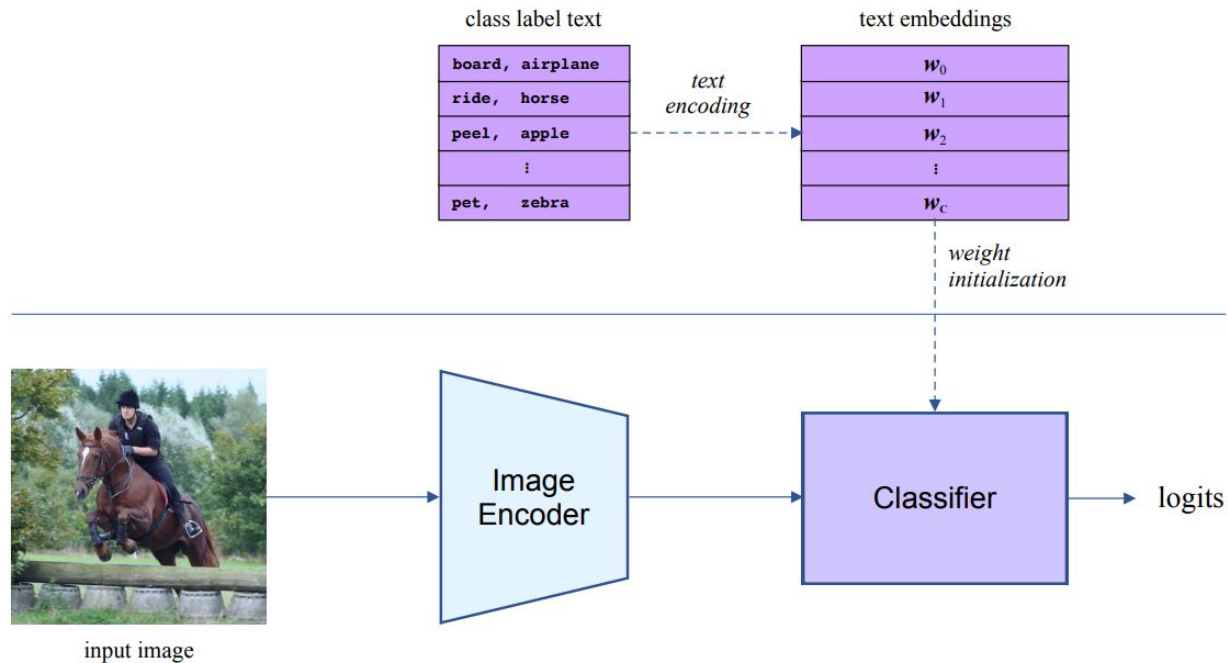 class label text
text embeddings
board, airplane
ride, horse
peel, apple
⋮
pet, zebra
text
encoding
w₀
w₁
w₂
⋮
w_C
weight
initialization
Image
Encoder
Classifier
logits
input image